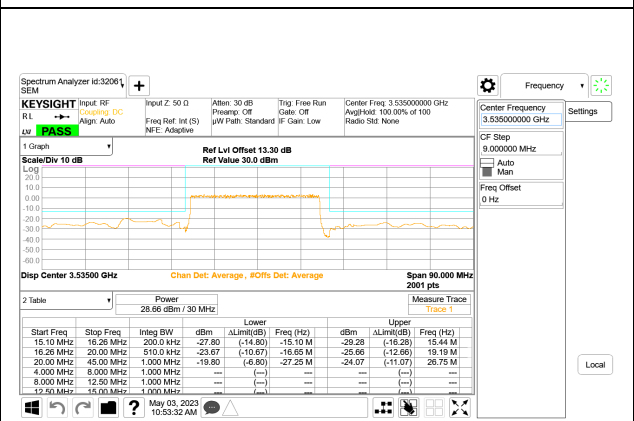 Spectrum Analyzer id:32061
SEM
Frequency
KEYSIGHT Input: RF Input Z: 50 Ω Atten: 30 dB Trig: Free Run Center Freq: 3.535000000 GHz
RL Coupling: DC Preamp: Off Gate: Off Avg|Hold: 100.00% of 100
Align: Auto Freq Ref: Int (S) µW Path: Standard IF Gain: Low Radio Std: None
LXI PASS NFE: Adaptive
Center Frequency
3.535000000 GHz
Settings
CF Step
9.000000 MHz
Auto
Man
Freq Offset
0 Hz
1 Graph
Ref Lvl Offset 13.30 dB
Scale/Div 10 dB Ref Value 30.0 dBm
Log
20.0
10.0
0.00
-10.0
-20.0
-30.0
-40.0
-50.0
-60.0
Disp Center 3.53500 GHz Chan Det: Average, #Offs Det: Average Span 90.000 MHz
2001 pts
2 Table
Power
28.66 dBm / 30 MHz
Measure Trace
Trace 1
Lower Upper
Start Freq Stop Freq Integ BW dBm ΔLimit(dB) Freq (Hz) dBm ΔLimit(dB) Freq (Hz)
15.10 MHz 16.26 MHz 200.0 kHz -27.80 (-14.80) -15.10 M -29.28 (-16.28) 15.44 M
16.26 MHz 20.00 MHz 510.0 kHz -23.67 (-10.67) -16.65 M -25.66 (-12.66) 19.19 M
20.00 MHz 45.00 MHz 1.000 MHz -19.80 (-6.80) -27.25 M -24.07 (-11.07) 26.75 M
4.000 MHz 8.000 MHz 1.000 MHz --- (---) --- --- (---) ---
8.000 MHz 12.50 MHz 1.000 MHz --- (---) --- --- (---) ---
12.50 MHz 15.00 MHz 1.000 MHz --- (---) --- --- (---) ---
Local
May 03, 2023
10:53:32 AM